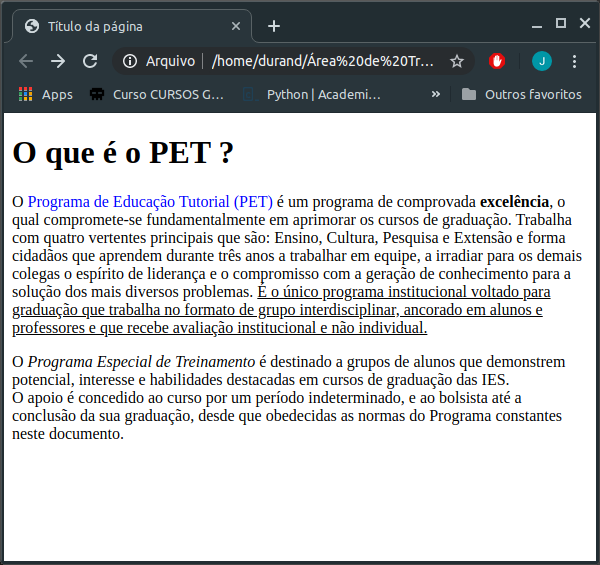 Título da página
Arquivo | /home/durand/Área%20de%20Tr...
J
Apps
Curso CURSOS G...
Python | Academi...
»
Outros favoritos
O que é o PET ?
O Programa de Educação Tutorial (PET) é um programa de comprovada excelência, o
qual compromete-se fundamentalmente em aprimorar os cursos de graduação. Trabalha
com quatro vertentes principais que são: Ensino, Cultura, Pesquisa e Extensão e forma
cidadãos que aprendem durante três anos a trabalhar em equipe, a irradiar para os demais
colegas o espírito de liderança e o compromisso com a geração de conhecimento para a
solução dos mais diversos problemas. É o único programa institucional voltado para
graduação que trabalha no formato de grupo interdisciplinar, ancorado em alunos e
professores e que recebe avaliação institucional e não individual.
O Programa Especial de Treinamento é destinado a grupos de alunos que demonstrem
potencial, interesse e habilidades destacadas em cursos de graduação das IES.
O apoio é concedido ao curso por um período indeterminado, e ao bolsista até a
conclusão da sua graduação, desde que obedecidas as normas do Programa constantes
neste documento.